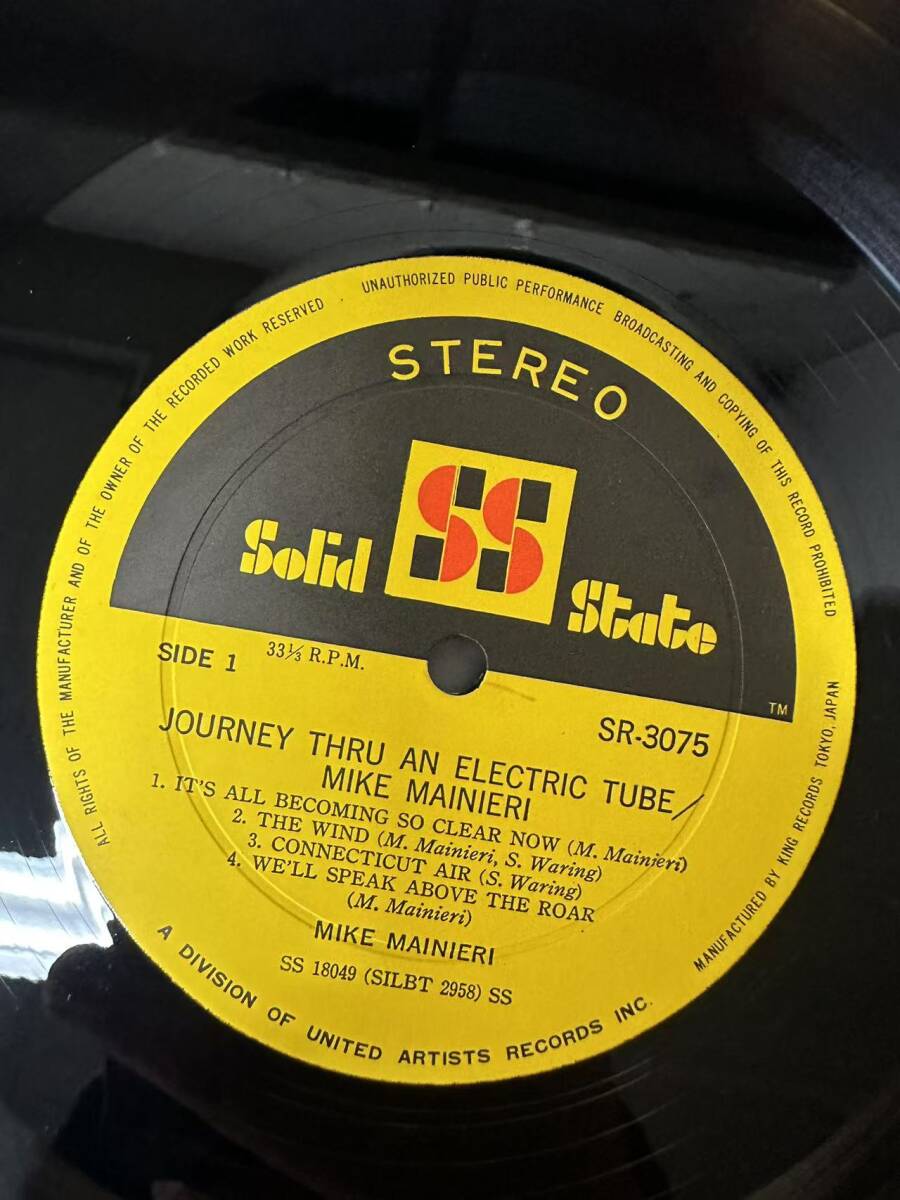 ALL RIGHTS OF THE MANUFACTURER AND OF THE OWNER OF THE RECORDED WORK RESERVED
UNAUTHORIZED PUBLIC PERFORMANCE BROADCASTING AND COPYING OF THIS RECORD PROHIBITED
STEREO
Solid SS State
TM
SIDE 1 33⅓ R.P.M.
SR-3075
JOURNEY THRU AN ELECTRIC TUBE/
MIKE MAINIERI
1. IT'S ALL BECOMING SO CLEAR NOW (M. Mainieri)
2. THE WIND (M. Mainieri, S. Waring)
3. CONNECTICUT AIR (S. Waring)
4. WE'LL SPEAK ABOVE THE ROAR
(M. Mainieri)
MIKE MAINIERI
SS 18049 (SILBT 2958) SS
A DIVISION OF UNITED ARTISTS RECORDS INC.
MANUFACTURED BY KING RECORDS TOKYO, JAPAN